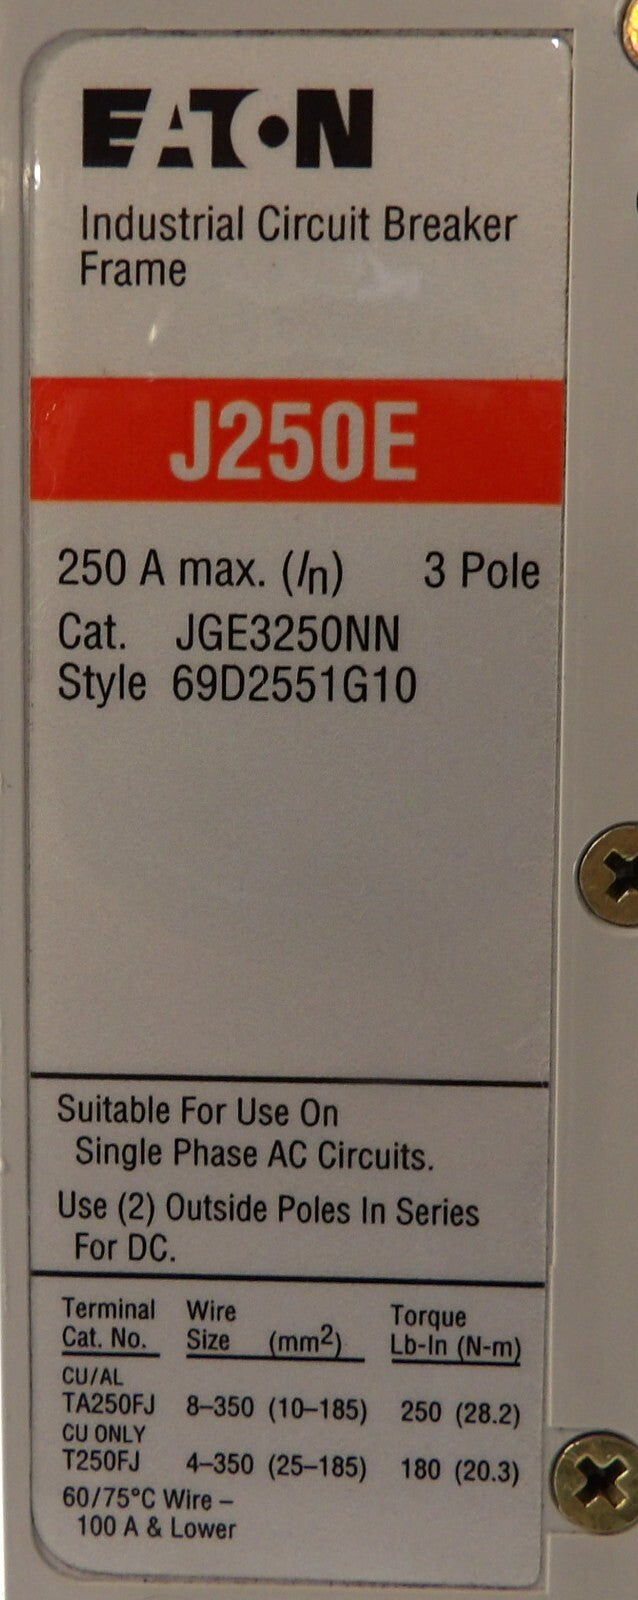 EATON
Industrial Circuit Breaker
Frame
J250E
250 A max. (In) 3 Pole
Cat. JGE3250NN
Style 69D2551G10
Suitable For Use On
Single Phase AC Circuits.
Use (2) Outside Poles In Series
For DC.
Terminal Wire Torque
Cat. No. Size (mm²) Lb-In (N-m)
CU/AL
TA250FJ 8–350 (10–185) 250 (28.2)
CU ONLY
T250FJ 4–350 (25–185) 180 (20.3)
60/75°C Wire –
100 A & Lower